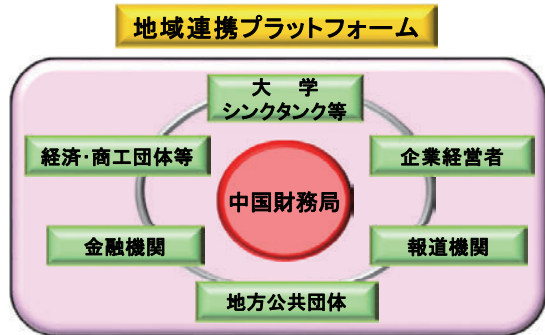 地域連携プラットフォーム
大　学
シンクタンク等
経済・商工団体等
企業経営者
中国財務局
金融機関
報道機関
地方公共団体